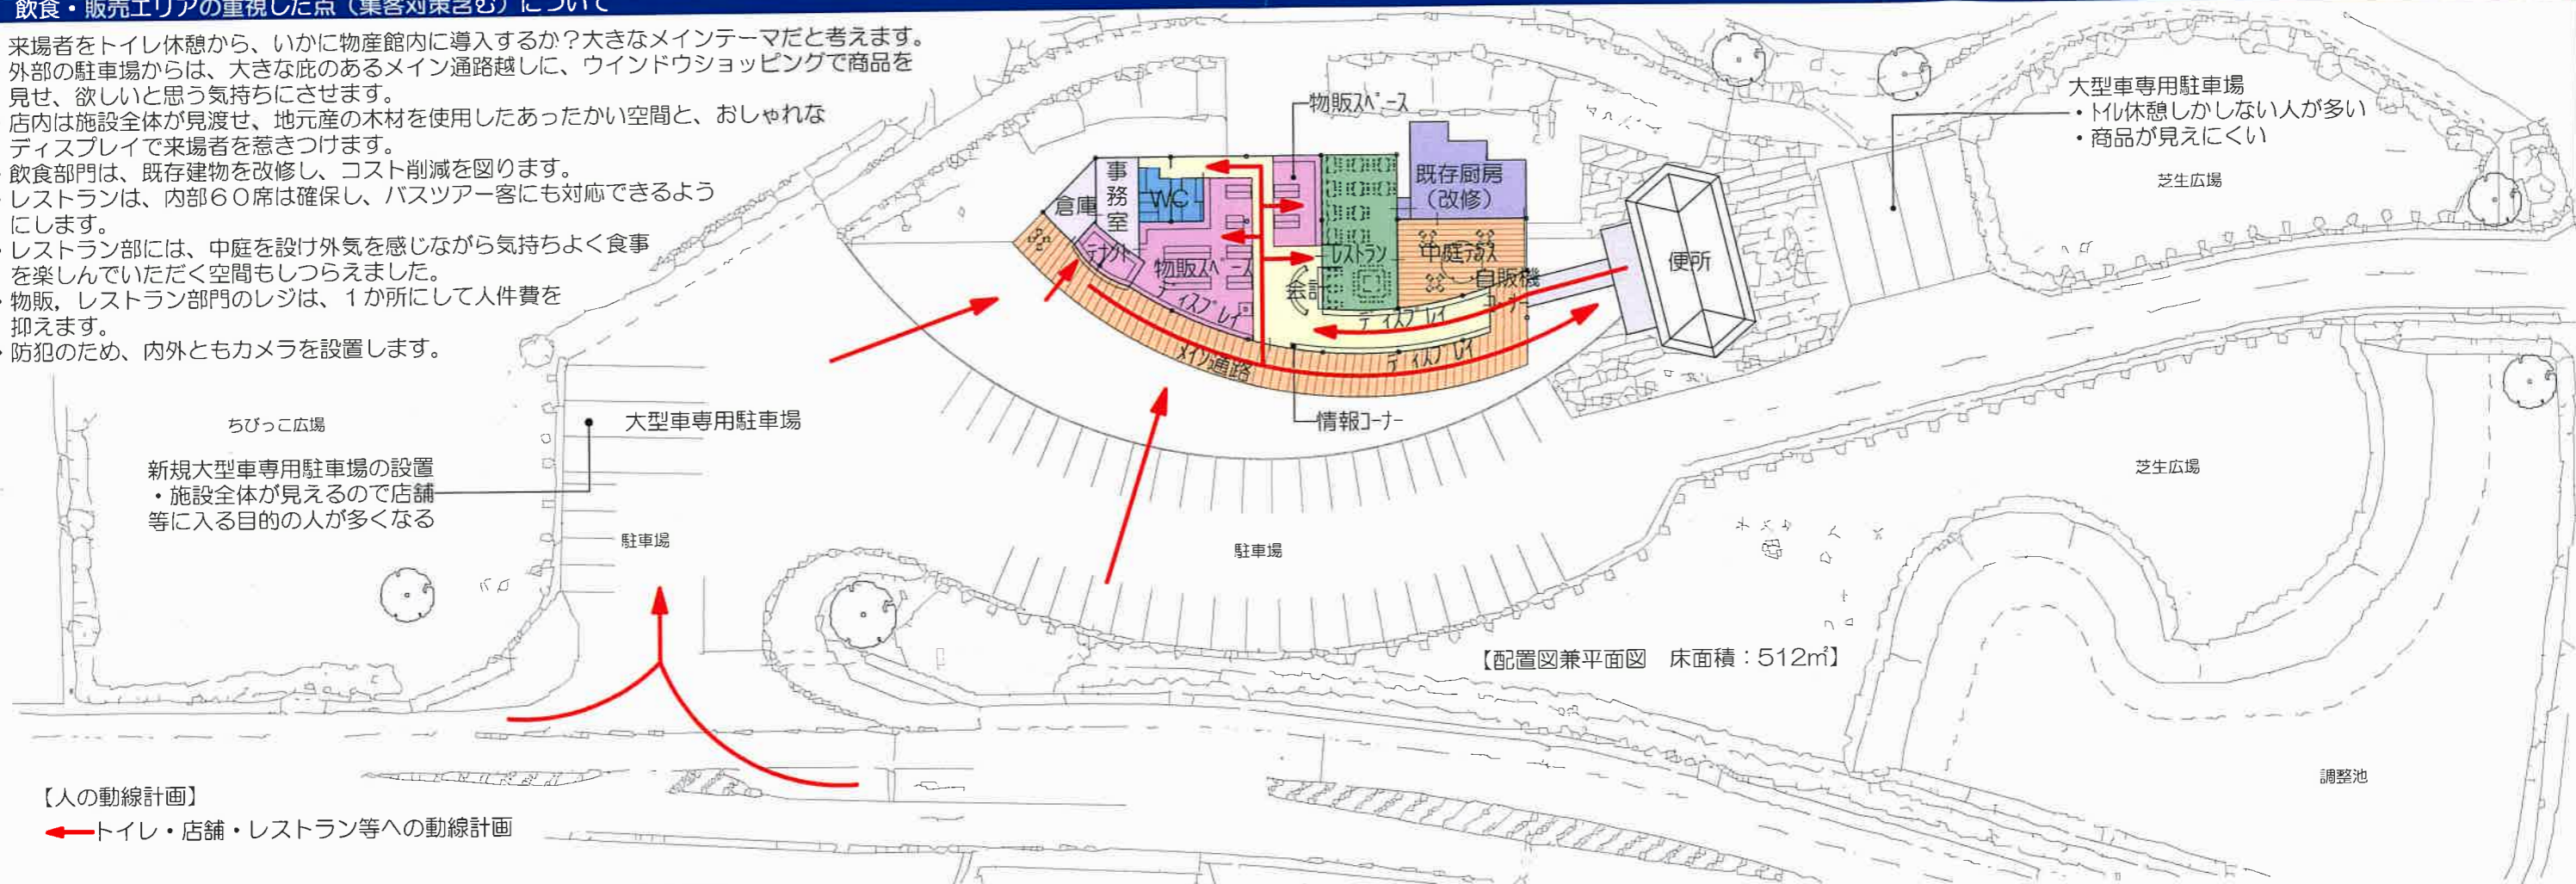 飲食・販売エリアの重視した点（集客対策含む）について
来場者をトイレ休憩から、いかに物産館内に導入するか？大きなメインテーマだと考えます。
外部の駐車場からは、大きな庇のあるメイン通路越しに、ウインドウショッピングで商品を
見せ、欲しいと思う気持ちにさせます。
店内は施設全体が見渡せ、地元産の木材を使用したあったかい空間と、おしゃれな
ディスプレイで来場者を惹きつけます。
飲食部門は、既存建物を改修し、コスト削減を図ります。
・レストランは、内部６０席は確保し、バスツアー客にも対応できるよう
にします。
・レストラン部には、中庭を設け外気を感じながら気持ちよく食事
を楽しんでいただく空間もしつらえました。
・物販，レストラン部門のレジは、１か所にして人件費を
抑えます。
・防犯のため、内外ともカメラを設置します。
物販スペース
大型車専用駐車場
・トイレ休憩しかしない人が多い
・商品が見えにくい
芝生広場
事務室
倉庫
WC
テナント
物販スペース
ディスプレイ
レストラン
会計
既存厨房
（改修）
中庭テラス
自販機
コーナー
ディスプレイ
ディスプレイ
メイン通路
便所
情報コーナー
ちびっこ広場
大型車専用駐車場
新規大型車専用駐車場の設置
・施設全体が見えるので店舗
等に入る目的の人が多くなる
駐車場
駐車場
芝生広場
【配置図兼平面図　床面積：512㎡】
調整池
【人の動線計画】
トイレ・店舗・レストラン等への動線計画